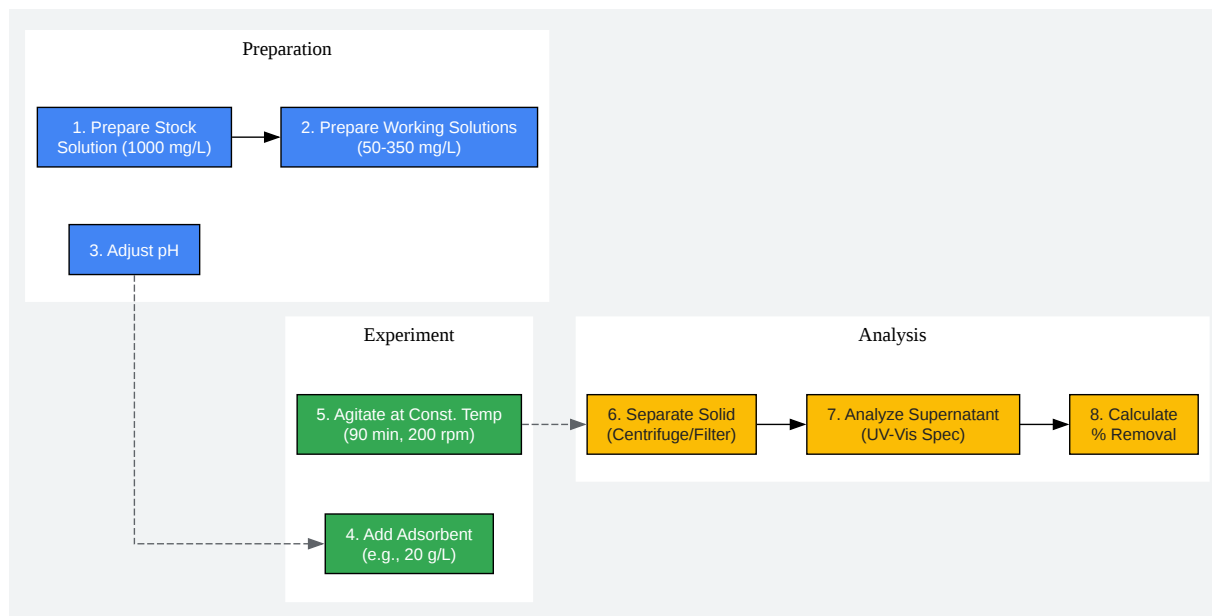 Preparation
1. Prepare Stock
Solution (1000 mg/L)
2. Prepare Working Solutions
(50-350 mg/L)
3. Adjust pH
Experiment
5. Agitate at Const. Temp
(90 min, 200 rpm)
4. Add Adsorbent
(e.g., 20 g/L)
Analysis
6. Separate Solid
(Centrifuge/Filter)
7. Analyze Supernatant
(UV-Vis Spec)
8. Calculate
% Removal